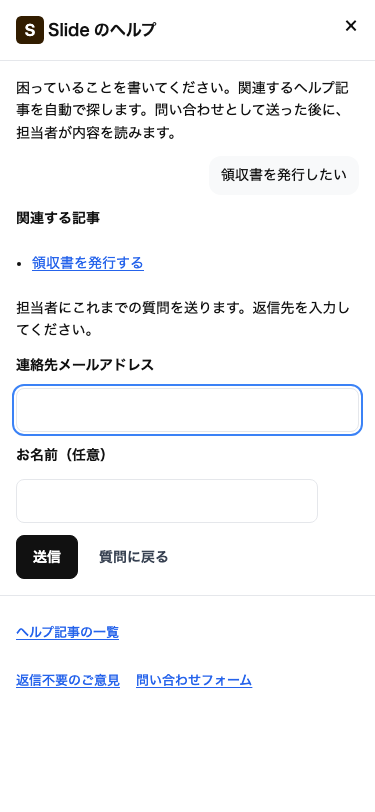 S Slide のヘルプ
×
困っていることを書いてください。関連するヘルプ記
事を自動で探します。問い合わせとして送った後に、
担当者が内容を読みます。
領収書を発行したい
関連する記事
• 領収書を発行する
担当者にこれまでの質問を送ります。返信先を入力し
てください。
連絡先メールアドレス
お名前（任意）
送信 質問に戻る
ヘルプ記事の一覧
返信不要のご意見 問い合わせフォーム